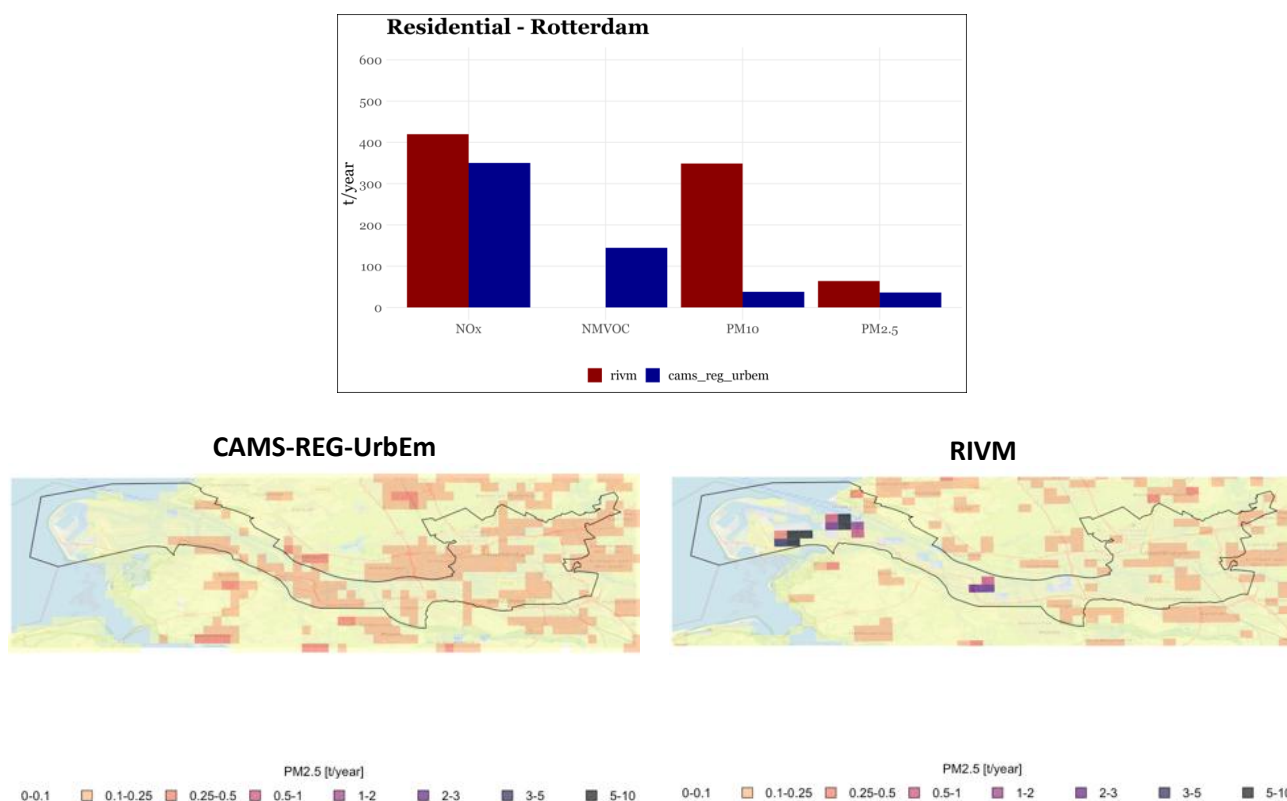 Residential - Rotterdam
600
500
400
300
200
100
0
t/year
NOx NMVOC PM10 PM2.5
rivm cams_reg_urbem
CAMS-REG-UrbEm RIVM
PM2.5 [t/year] PM2.5 [t/year]
0-0.1 0.1-0.25 0.25-0.5 0.5-1 1-2 2-3 3-5 5-10 0-0.1 0.1-0.25 0.25-0.5 0.5-1 1-2 2-3 3-5